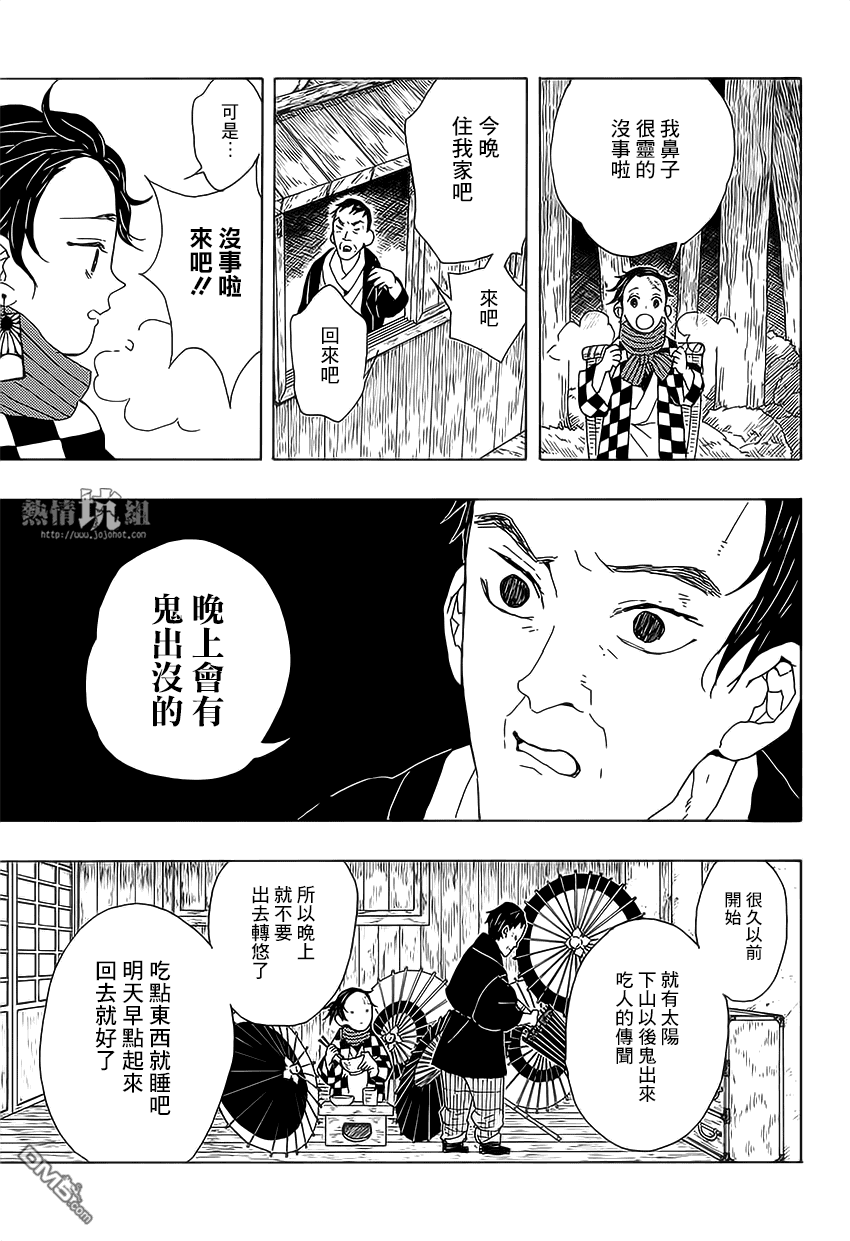 我鼻子
很靈的
沒事啦
今晚
住我家吧
來吧
回來吧
可是…
沒事啦
來吧!!
熱情坑組
http://www.jojohot.com
晚上會有
鬼出沒的
很久以前
開始
就有太陽
下山以後鬼出來
吃人的傳聞
所以晚上
就不要
出去轉悠了
吃點東西就睡吧
明天早點起來
回去就好了
DM5.com